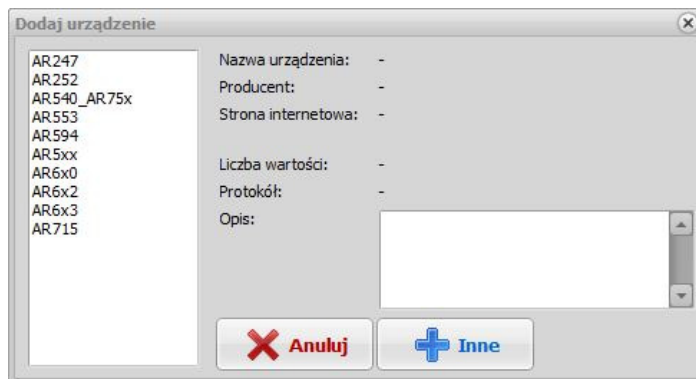 Dodaj urządzenie
AR247
AR252
AR540_AR75x
AR553
AR594
AR5xx
AR6x0
AR6x2
AR6x3
AR715
Nazwa urządzenia: -
Producent: -
Strona internetowa: -
Liczba wartości: -
Protokół: -
Opis:
Anuluj
Inne